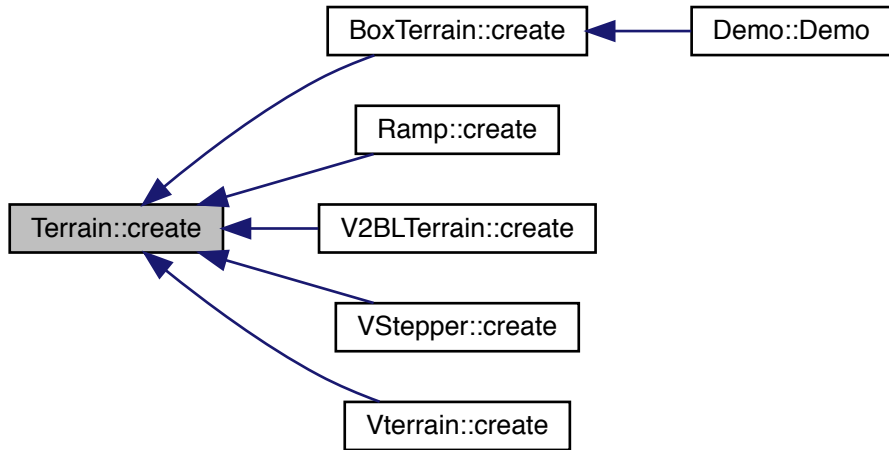 BoxTerrain::create
Demo::Demo
Ramp::create
Terrain::create
V2BLTerrain::create
VStepper::create
Vterrain::create